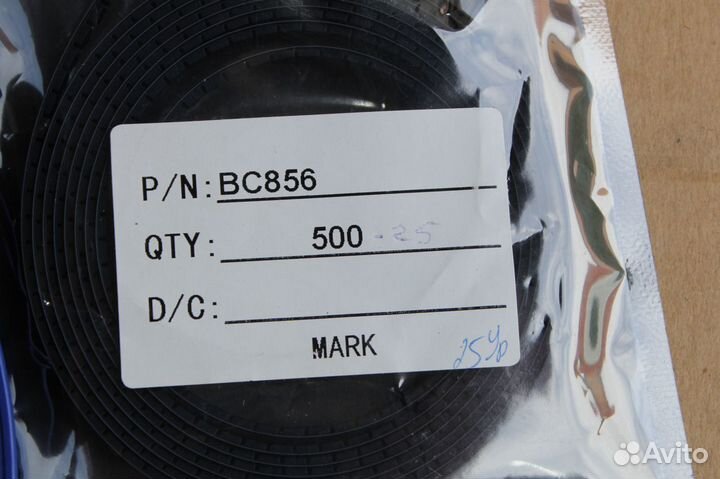 P/N: BC856
QTY: 500 -25
D/C:
MARK
Avito